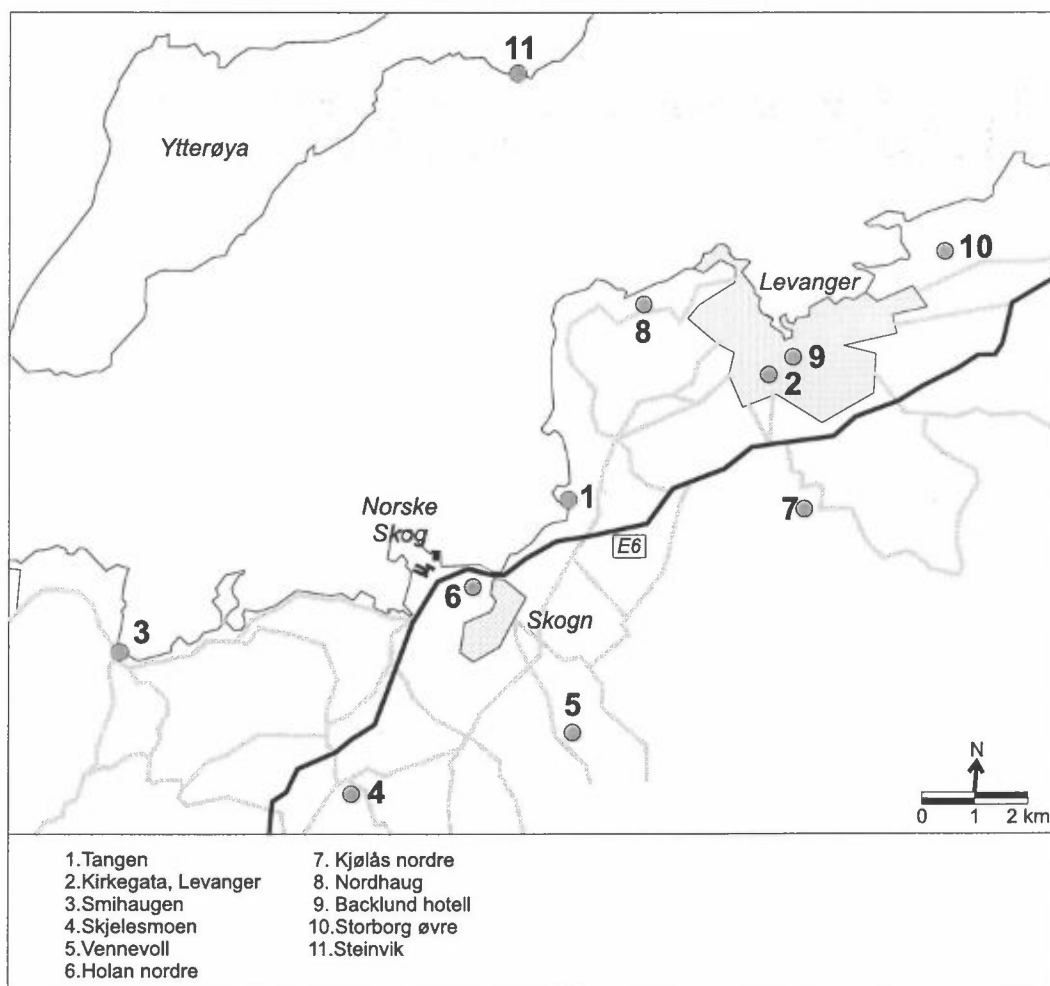 11
Ytterøya
10
Levanger
8
9
2
1
Norske
Skog
7
E6
6
Skogn
3
5
N
4
0 1 2 km
1.Tangen
2.Kirkegata, Levanger
3.Smihaugen
4.Skjelesmoen
5.Vennevoll
6.Holan nordre
7. Kjølås nordre
8. Nordhaug
9. Backlund hotell
10.Storborg øvre
11.Steinvik